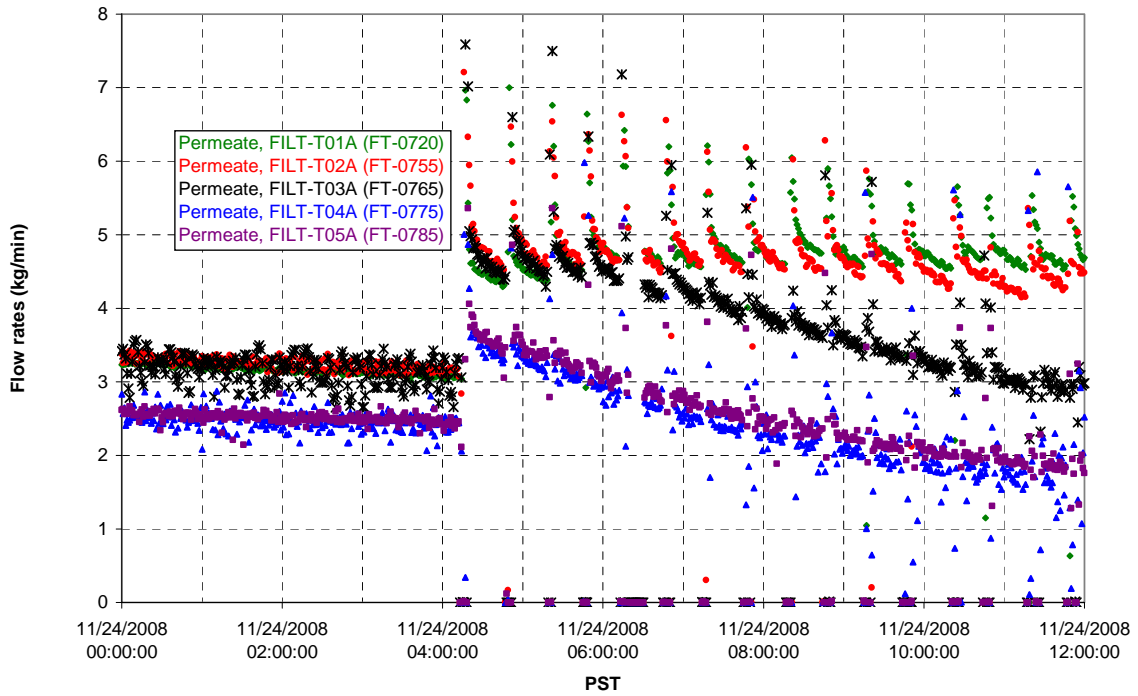 8
7
6
5
4
3
2
1
0
Flow rates (kg/min)
Permeate, FILT-T01A (FT-0720)
Permeate, FILT-T02A (FT-0755)
Permeate, FILT-T03A (FT-0765)
Permeate, FILT-T04A (FT-0775)
Permeate, FILT-T05A (FT-0785)
11/24/2008 11/24/2008 11/24/2008 11/24/2008 11/24/2008 11/24/2008 11/24/2008
00:00:00 02:00:00 04:00:00 06:00:00 08:00:00 10:00:00 12:00:00
PST